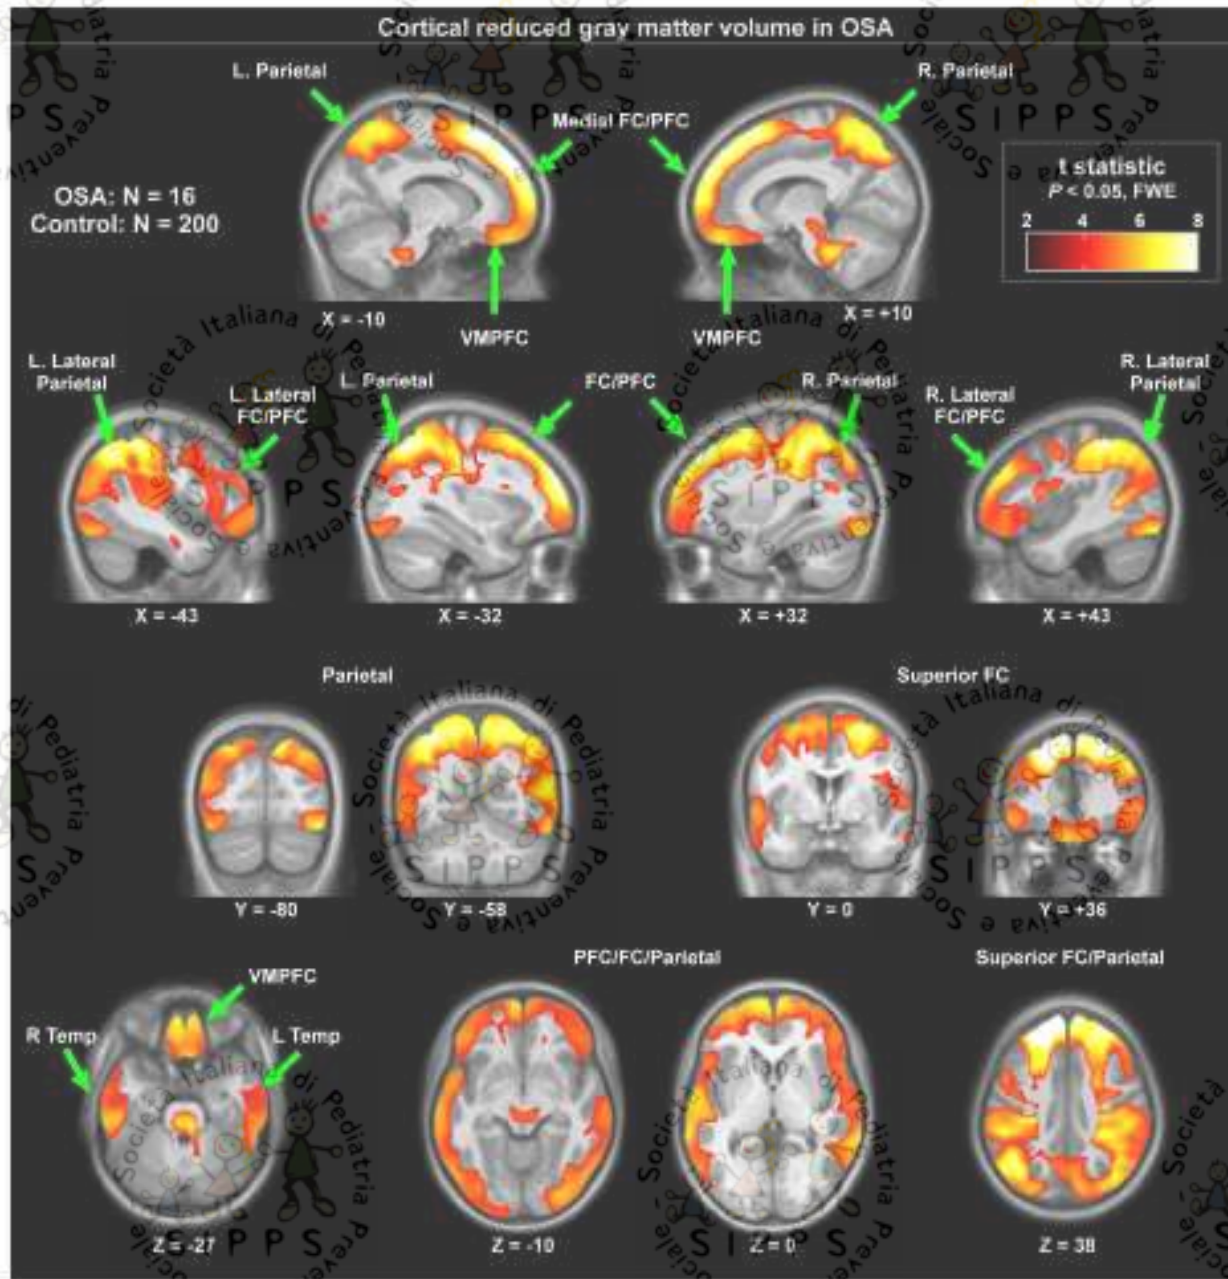 Cortical reduced gray matter volume in OSA
L. Parietal
R. Parietal
Medial FC/PFC
OSA: N = 16
Control: N = 200
t statistic
P < 0.05, FWE
2 4 6 8
X = -10
X = +10
VMPFC
VMPFC
L. Lateral
Parietal
L. Lateral
FC/PFC
L. Parietal
FC/PFC
R. Parietal
R. Lateral
FC/PFC
R. Lateral
Parietal
X = -43
X = -32
X = +32
X = +43
Parietal
Superior FC
Y = -80
Y = -58
Y = 0
Y = +36
VMPFC
R Temp
L Temp
PFC/FC/Parietal
Superior FC/Parietal
Z = -27
Z = -10
Z = 0
Z = 38
Società Italiana di Pediatria Preventiva e Sociale
SIPPS